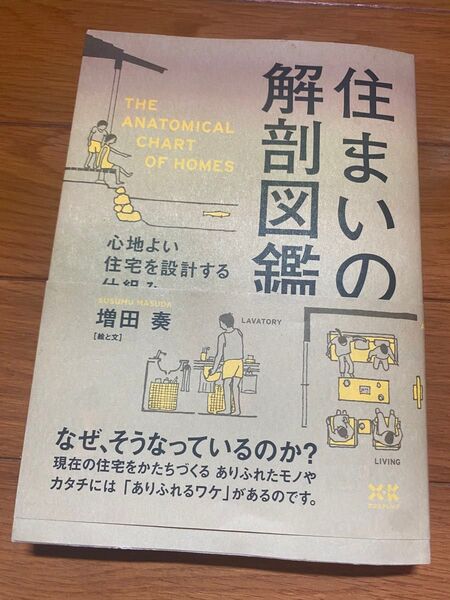 住まいの
解剖図鑑
THE
ANATOMICAL
CHART
OF HOMES
心地よい
住宅を設計する
仕組み
SUSUMU MASUDA
増田 奏
[絵と文]
LAVATORY
LIVING
なぜ、そうなっているのか?
現在の住宅をかたちづくる ありふれたモノや
カタチには「ありふれるワケ」があるのです。